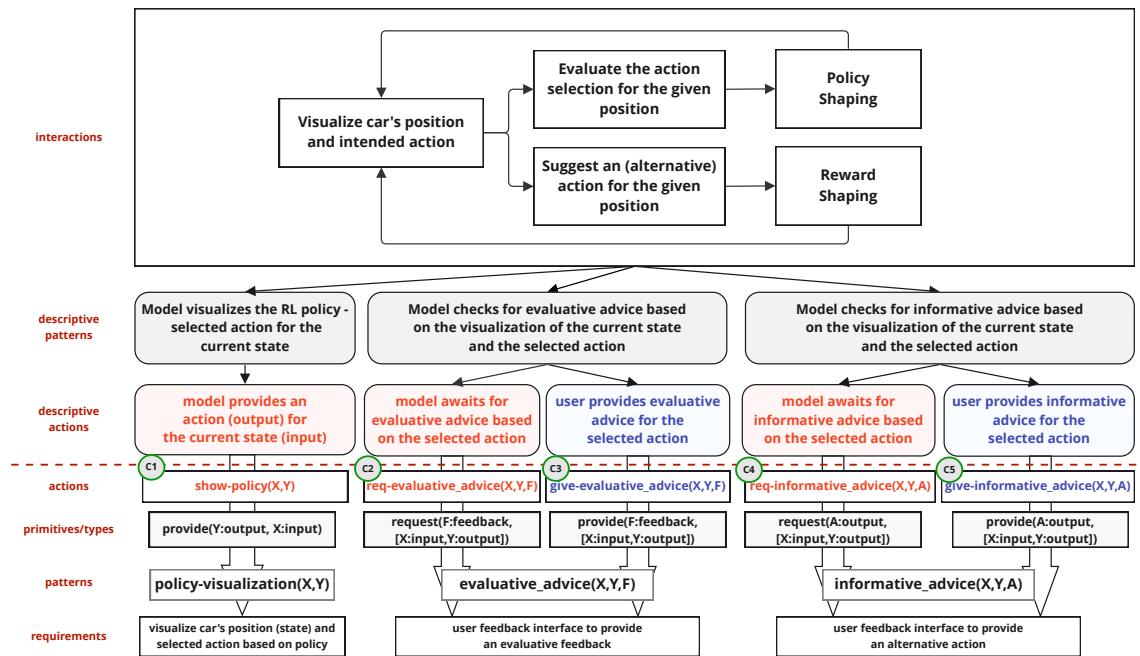 interactions
Visualize car's position
and intended action
Evaluate the action
selection for the given
position
Policy
Shaping
Suggest an (alternative)
action for the given
position
Reward
Shaping
descriptive
patterns
Model visualizes the RL policy -
selected action for the
current state
Model checks for evaluative advice based
on the visualization of the current state
and the selected action
Model checks for informative advice based
on the visualization of the current state
and the selected action
descriptive
actions
model provides an
action (output) for
the current state (input)
model awaits for
evaluative advice based
on the selected action
user provides evaluative
advice for the
selected action
model awaits for
informative advice based
on the selected action
user provides informative
advice for the
selected action
C1
C2
C3
C4
C5
actions
show-policy(X,Y)
req-evaluative_advice(X,Y,F)
give-evaluative_advice(X,Y,F)
req-informative_advice(X,Y,A)
give-informative_advice(X,Y,A)
primitives/types
provide(Y:output, X:input)
request(F:feedback,
[X:input,Y:output])
provide(F:feedback,
[X:input,Y:output])
request(A:output,
[X:input,Y:output])
provide(A:output,
[X:input,Y:output])
patterns
policy-visualization(X,Y)
evaluative_advice(X,Y,F)
informative_advice(X,Y,A)
requirements
visualize car's position (state) and
selected action based on policy
user feedback interface to provide
an evaluative feedback
user feedback interface to provide
an alternative action